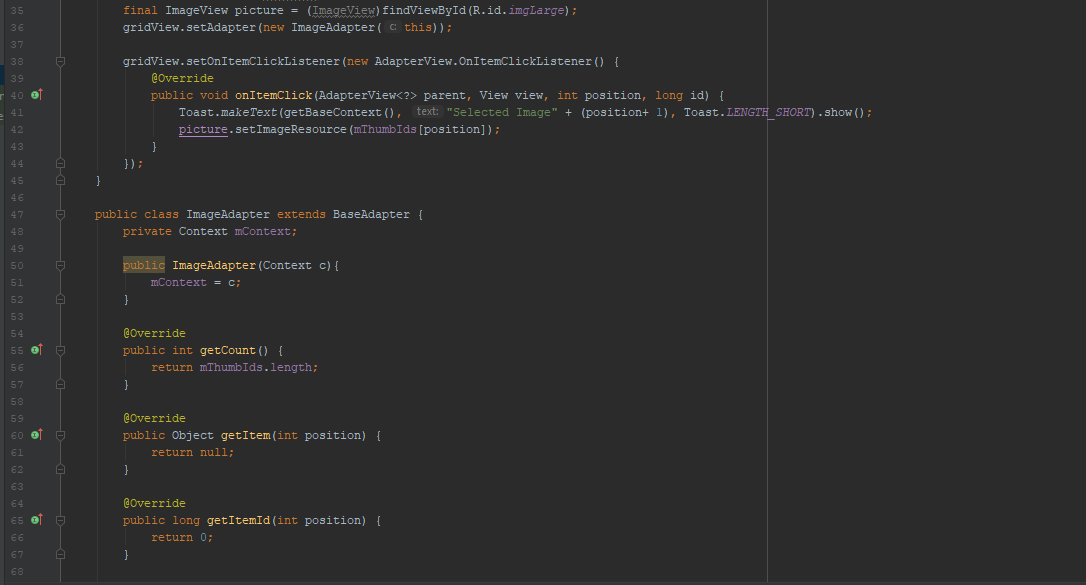 35 final ImageView picture = (ImageView)findViewById(R.id.imgLarge);
36 gridView.setAdapter(new ImageAdapter( c: this));
37
38 gridView.setOnItemClickListener(new AdapterView.OnItemClickListener() {
39 @Override
40 public void onItemClick(AdapterView<?> parent, View view, int position, long id) {
41 Toast.makeText(getBaseContext(), text: "Selected Image" + (position+ 1), Toast.LENGTH_SHORT).show();
42 picture.setImageResource(mThumbIds[position]);
43 }
44 });
45 }
46
47 public class ImageAdapter extends BaseAdapter {
48 private Context mContext;
49
50 public ImageAdapter(Context c){
51 mContext = c;
52 }
53
54 @Override
55 public int getCount() {
56 return mThumbIds.length;
57 }
58
59 @Override
60 public Object getItem(int position) {
61 return null;
62 }
63
64 @Override
65 public long getItemId(int position) {
66 return 0;
67 }
68